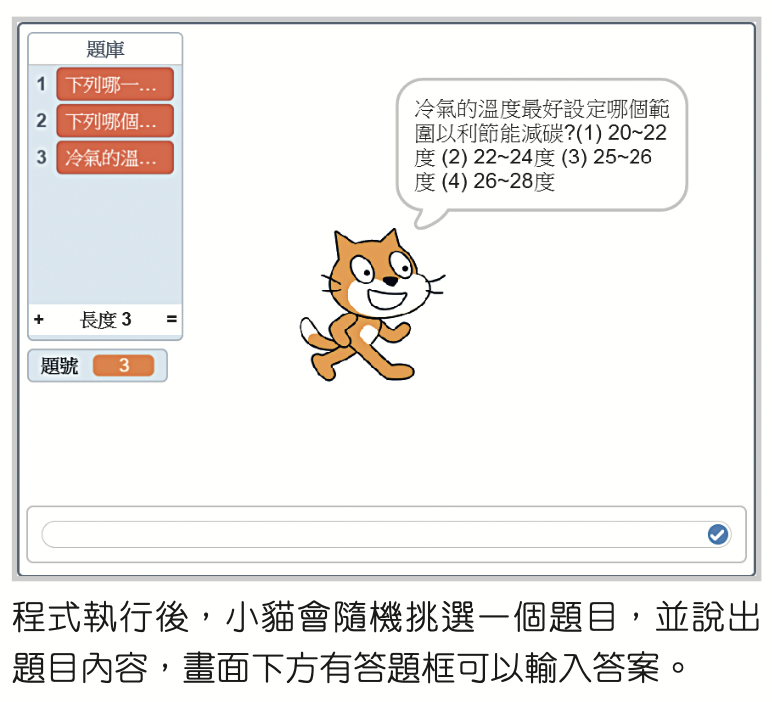 題庫
1 下列哪一...
2 下列哪個...
3 冷氣的溫...
+ 長度 3 =
題號 3
冷氣的溫度最好設定哪個範
圍以利節能減碳?(1) 20~22
度 (2) 22~24度 (3) 25~26
度 (4) 26~28度
程式執行後，小貓會隨機挑選一個題目，並說出
題目內容，畫面下方有答題框可以輸入答案。